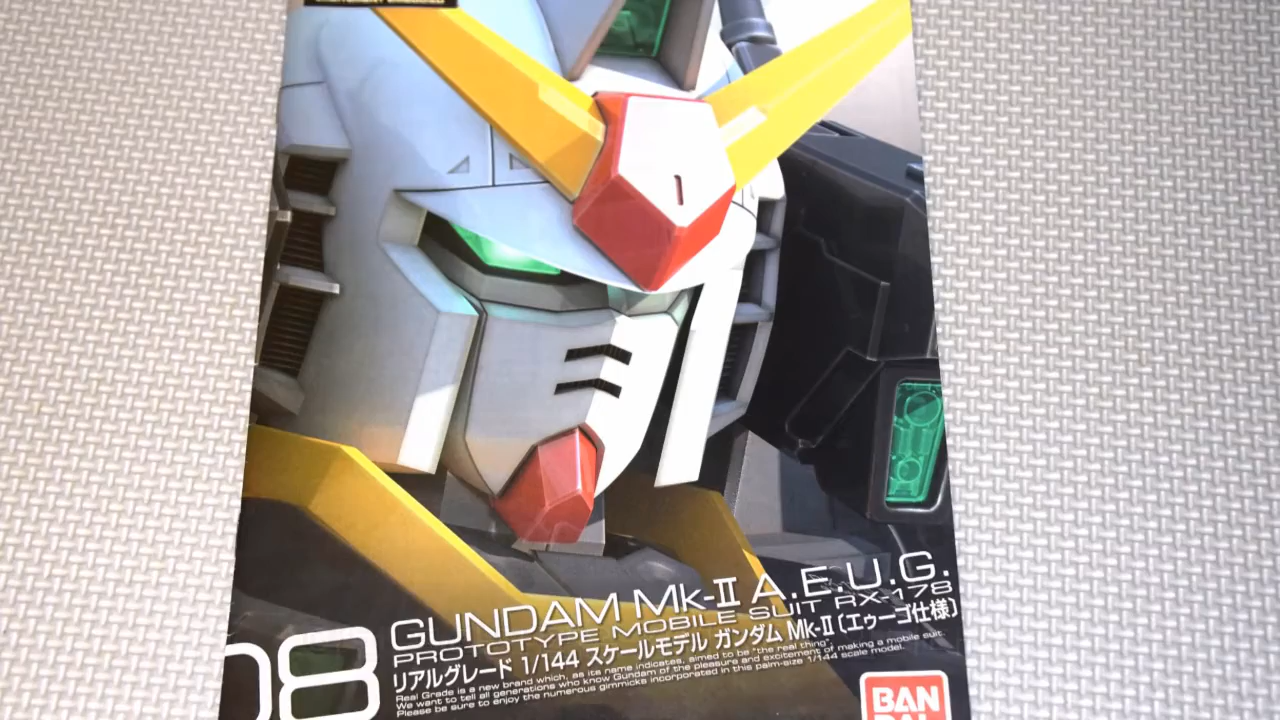 08
GUNDAM Mk-II A.E.U.G.
PROTOTYPE MOBILE SUIT RX-178
リアルグレード 1/144 スケールモデル ガンダム Mk-II〔エゥーゴ仕様〕
Real Grade is a new brand which, as its name indicates, aimed to be "the real thing".
We want to tell all generations who know Gundam of the pleasure and excitement of making a mobile suit.
Please be sure to enjoy the numerous gimmicks incorporated in this palm-size 1/144 scale model.
BAN